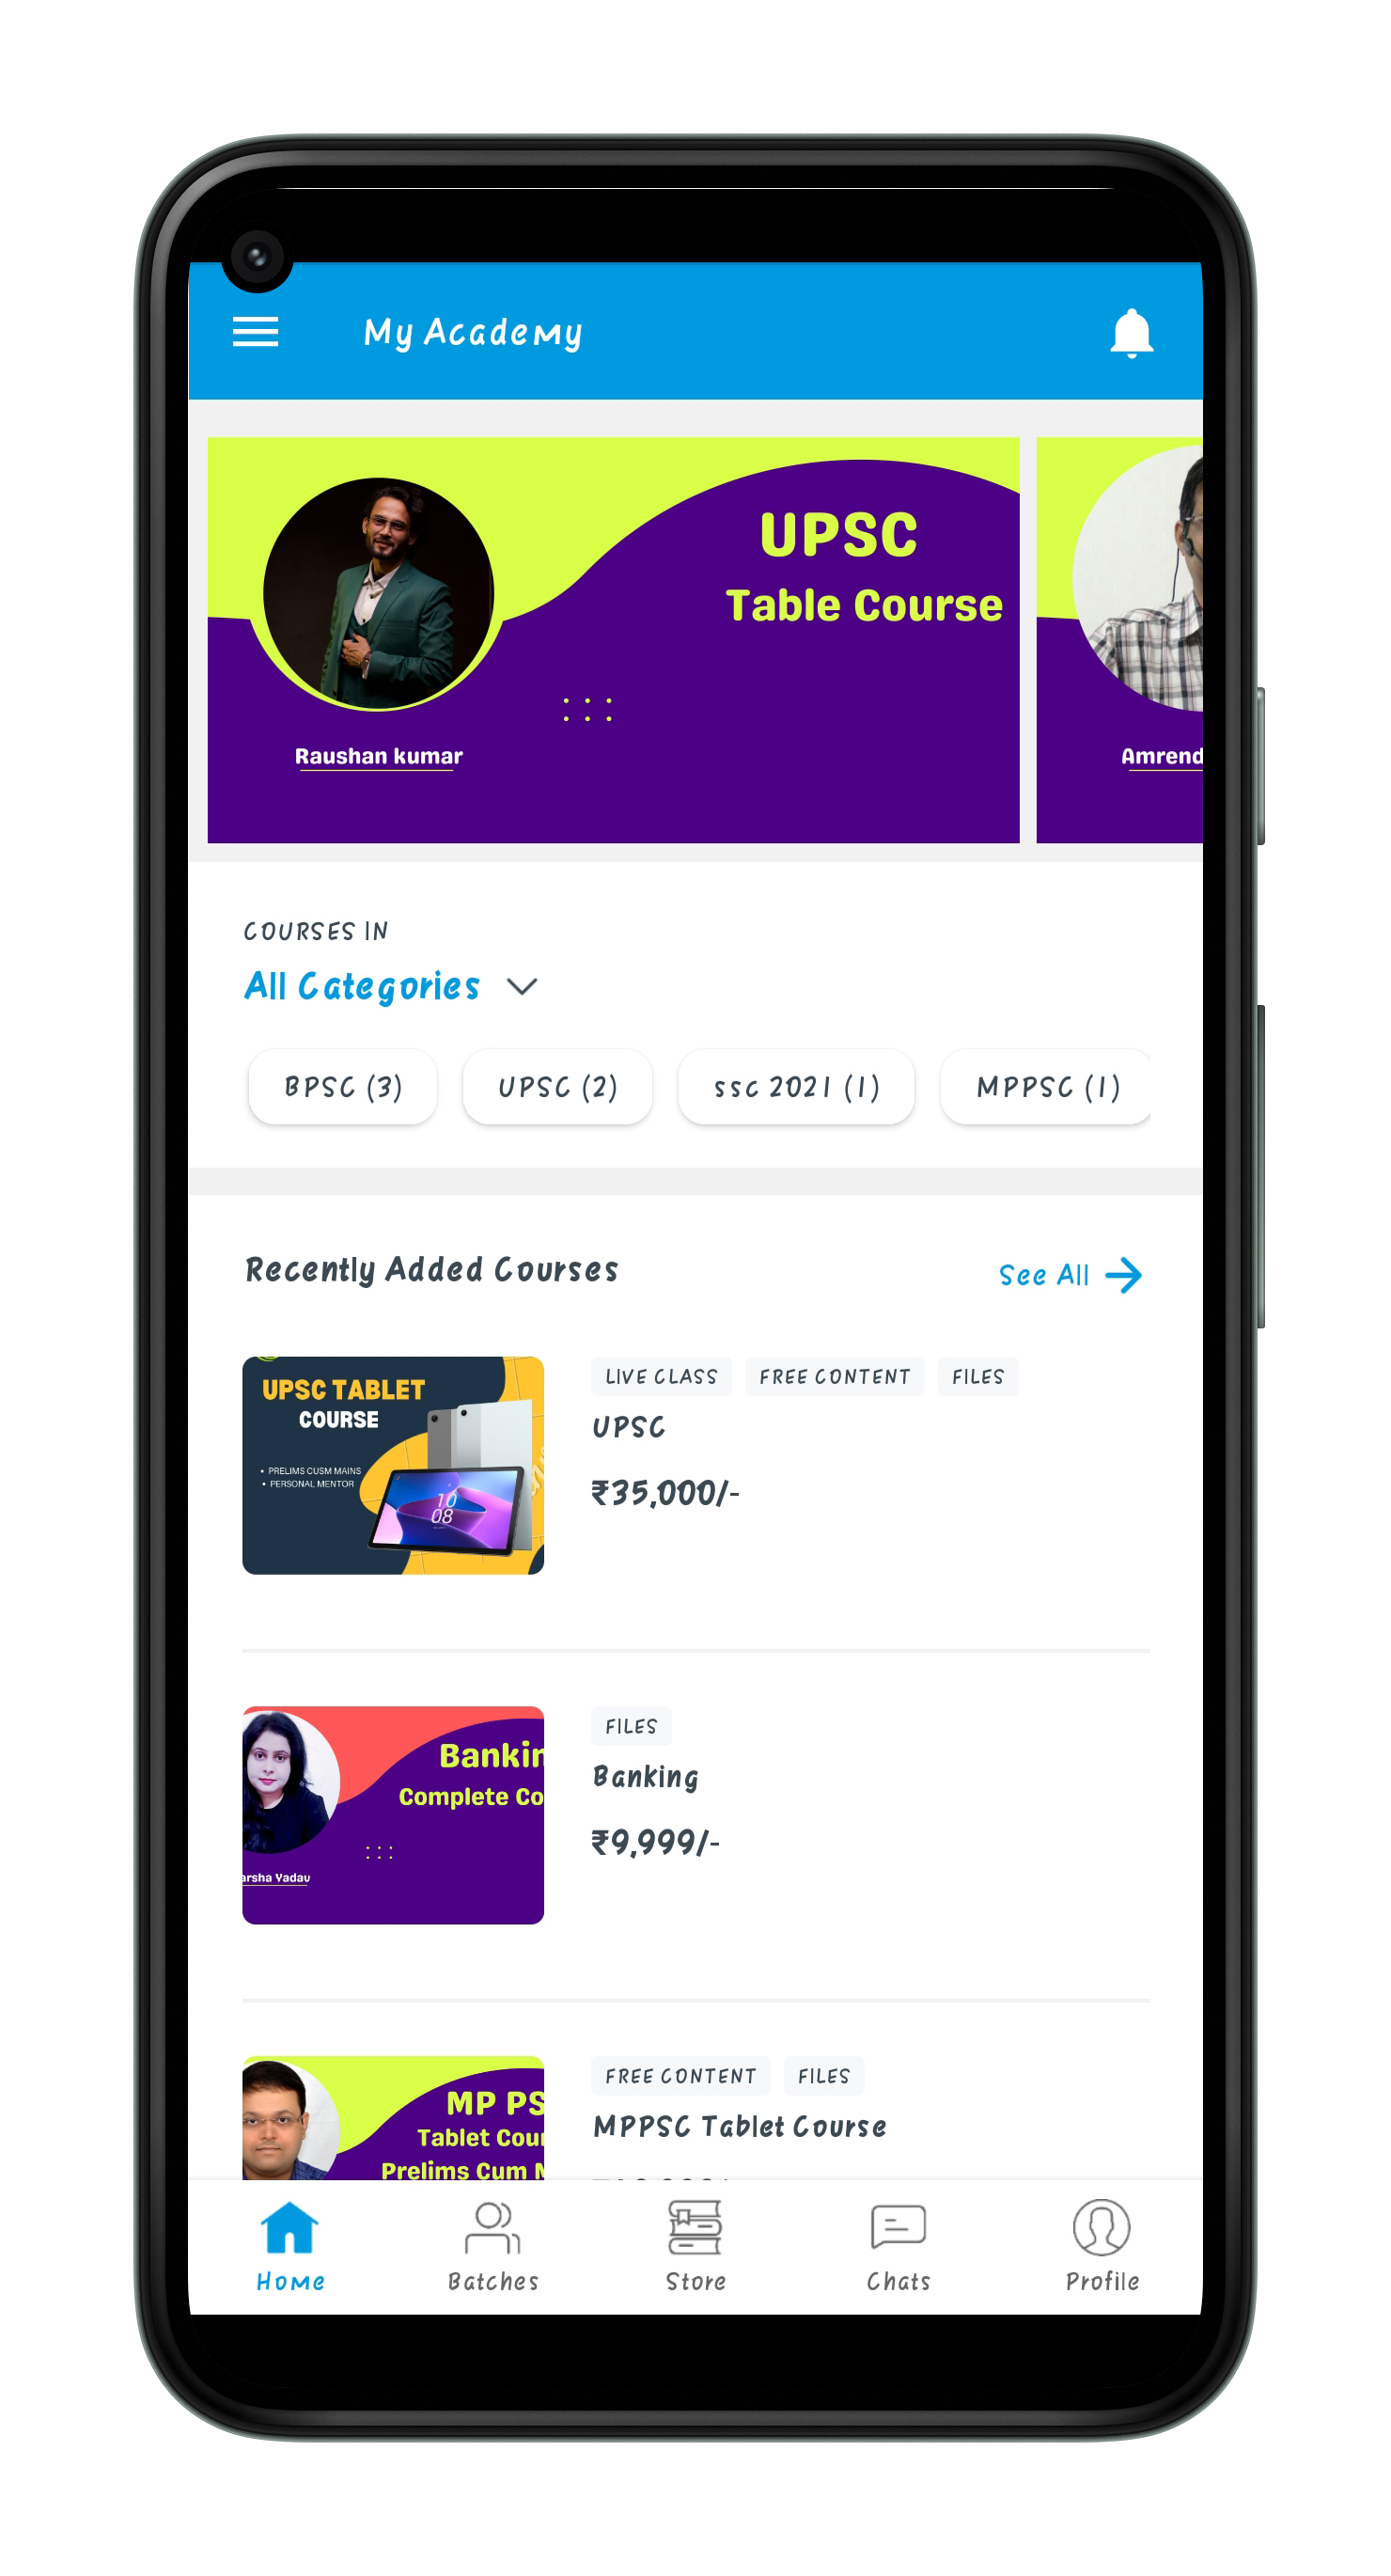 My Academy
UPSC
Table Course
Raushan kumar
Amrend
COURSES IN
All Categories
BPSC (3)
UPSC (2)
ssc 2021 (1)
MPPSC (1)
Recently Added Courses
See All
UPSC TABLET
COURSE
• PRELIMS CUSM MAINS
• PERSONAL MENTOR
10
08
LIVE CLASS
FREE CONTENT
FILES
UPSC
₹35,000/-
Bankin
Complete Co
arsha Yadav
FILES
Banking
₹9,999/-
MP PS
Tablet Cour
Prelims Cum M
FREE CONTENT
FILES
MPPSC Tablet Course
Home
Batches
Store
Chats
Profile